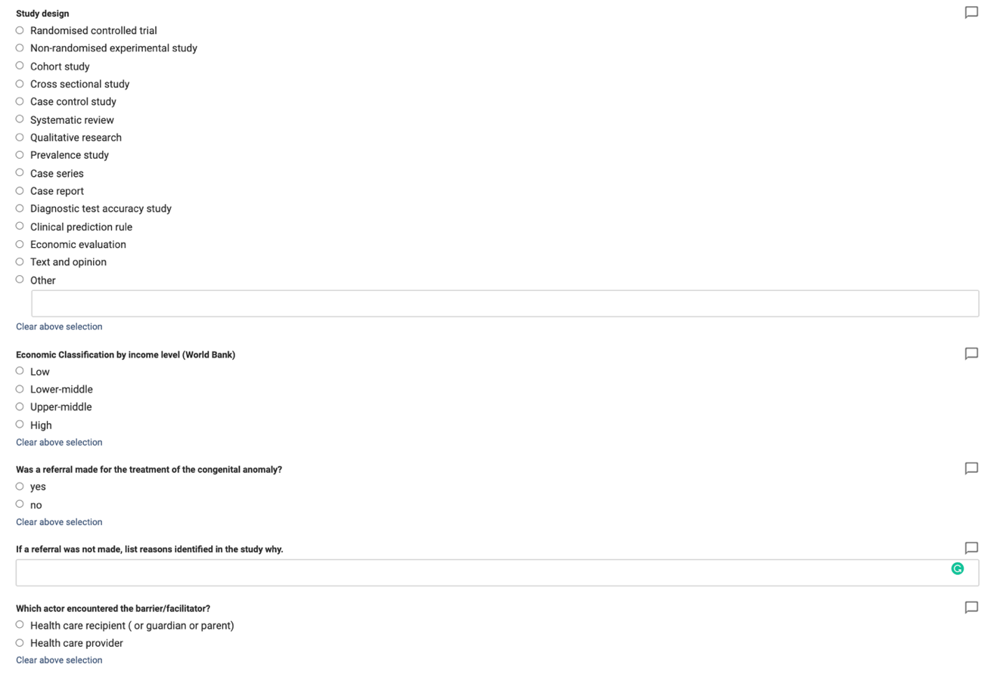 Study design
Randomised controlled trial
Non-randomised experimental study
Cohort study
Cross sectional study
Case control study
Systematic review
Qualitative research
Prevalence study
Case series
Case report
Diagnostic test accuracy study
Clinical prediction rule
Economic evaluation
Text and opinion
Other
Clear above selection
Economic Classification by income level (World Bank)
Low
Lower-middle
Upper-middle
High
Clear above selection
Was a referral made for the treatment of the congenital anomaly?
yes
no
Clear above selection
If a referral was not made, list reasons identified in the study why.
Which actor encountered the barrier/facilitator?
Health care recipient ( or guardian or parent)
Health care provider
Clear above selection